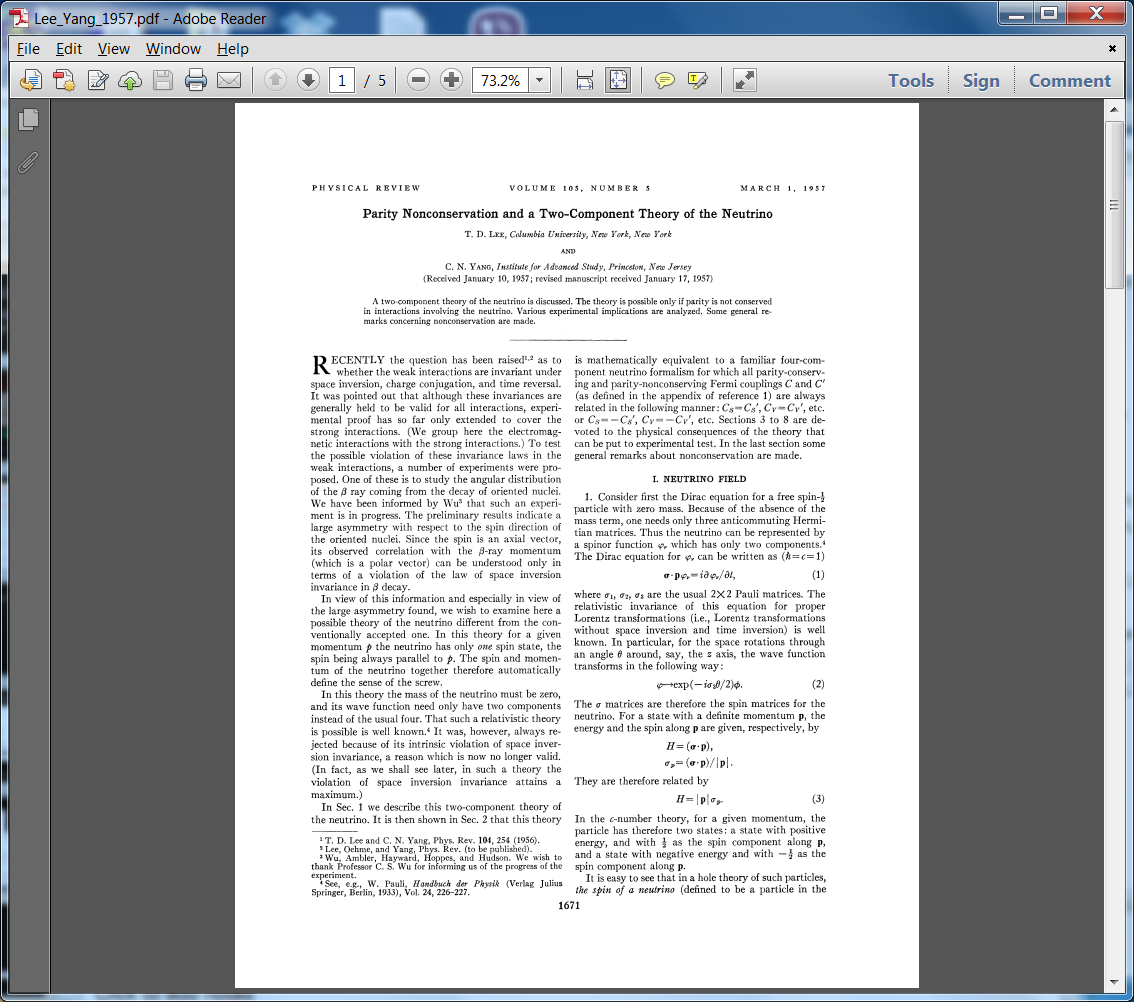 Lee_Yang_1957.pdf - Adobe Reader
File Edit View Window Help
1 / 5 73.2% Tools Sign Comment
PHYSICAL REVIEW VOLUME 105, NUMBER 5 MARCH 1, 1957
Parity Nonconservation and a Two-Component Theory of the Neutrino
T. D. LEE, Columbia University, New York, New York
AND
C. N. YANG, Institute for Advanced Study, Princeton, New Jersey
(Received January 10, 1957; revised manuscript received January 17, 1957)
A two-component theory of the neutrino is discussed. The theory is possible only if parity is not conserved
in interactions involving the neutrino. Various experimental implications are analyzed. Some general re-
marks concerning nonconservation are made.
RECENTLY the question has been raised¹,² as to
whether the weak interactions are invariant under
space inversion, charge conjugation, and time reversal.
It was pointed out that although these invariances are
generally held to be valid for all interactions, experi-
mental proof has so far only extended to cover the
strong interactions. (We group here the electromag-
netic interactions with the strong interactions.) To test
the possible violation of these invariance laws in the
weak interactions, a number of experiments were pro-
posed. One of these is to study the angular distribution
of the β ray coming from the decay of oriented nuclei.
We have been informed by Wu³ that such an experi-
ment is in progress. The preliminary results indicate a
large asymmetry with respect to the spin direction of
the oriented nuclei. Since the spin is an axial vector,
its observed correlation with the β-ray momentum
(which is a polar vector) can be understood only in
terms of a violation of the law of space inversion
invariance in β decay.
In view of this information and especially in view of
the large asymmetry found, we wish to examine here a
possible theory of the neutrino different from the con-
ventionally accepted one. In this theory for a given
momentum p the neutrino has only one spin state, the
spin being always parallel to p. The spin and momen-
tum of the neutrino together therefore automatically
define the sense of the screw.
In this theory the mass of the neutrino must be zero,
and its wave function need only have two components
instead of the usual four. That such a relativistic theory
is possible is well known.⁴ It was, however, always re-
jected because of its intrinsic violation of space inver-
sion invariance, a reason which is now no longer valid.
(In fact, as we shall see later, in such a theory the
violation of space inversion invariance attains a
maximum.)
In Sec. 1 we describe this two-component theory of
the neutrino. It is then shown in Sec. 2 that this theory
¹ T. D. Lee and C. N. Yang, Phys. Rev. 104, 254 (1956).
² Lee, Oehme, and Yang, Phys. Rev. (to be published).
³ Wu, Ambler, Hayward, Hoppes, and Hudson. We wish to
thank Professor C. S. Wu for informing us of the progress of the
experiment.
⁴ See, e.g., W. Pauli, Handbuch der Physik (Verlag Julius
Springer, Berlin, 1933), Vol. 24, 226-227.
is mathematically equivalent to a familiar four-com-
ponent neutrino formalism for which all parity-conserv-
ing and parity-nonconserving Fermi couplings C and C′
(as defined in the appendix of reference 1) are always
related in the following manner: C_S=C_S′, C_V=C_V′, etc.
or C_S=−C_S′, C_V=−C_V′, etc. Sections 3 to 8 are de-
voted to the physical consequences of the theory that
can be put to experimental test. In the last section some
general remarks about nonconservation are made.
I. NEUTRINO FIELD
1. Consider first the Dirac equation for a free spin-½
particle with zero mass. Because of the absence of the
mass term, one needs only three anticommuting Hermi-
tian matrices. Thus the neutrino can be represented by
a spinor function φ_ν which has only two components.⁴
The Dirac equation for φ_ν can be written as (ħ=c=1)
σ·pφ_ν=i∂φ_ν/∂t, (1)
where σ₁, σ₂, σ₃ are the usual 2×2 Pauli matrices. The
relativistic invariance of this equation for proper
Lorentz transformations (i.e., Lorentz transformations
without space inversion and time inversion) is well
known. In particular, for the space rotations through
an angle θ around, say, the z axis, the wave function
transforms in the following way:
φ→exp(−iσ₃θ/2)φ. (2)
The σ matrices are therefore the spin matrices for the
neutrino. For a state with a definite momentum p, the
energy and the spin along p are given, respectively, by
H=(σ·p),
σ_p=(σ·p)/|p|.
They are therefore related by
H=|p|σ_p. (3)
In the c-number theory, for a given momentum, the
particle has therefore two states: a state with positive
energy, and with ½ as the spin component along p,
and a state with negative energy and with −½ as the
spin component along p.
It is easy to see that in a hole theory of such particles,
the spin of a neutrino (defined to be a particle in the
1671